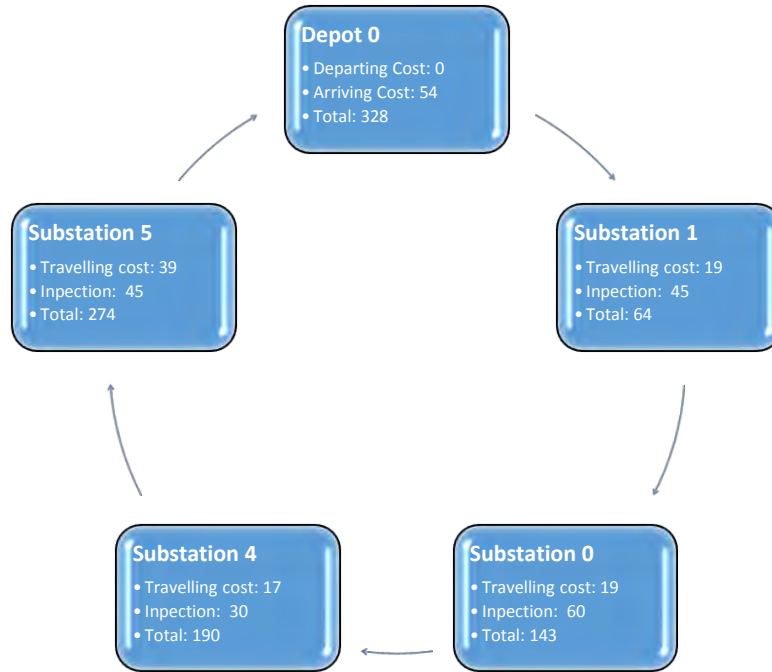 Depot 0
• Departing Cost: 0
• Arriving Cost: 54
• Total: 328
Substation 1
• Travelling cost: 19
• Inpection:  45
• Total: 64
Substation 0
• Travelling cost: 19
• Inpection:  60
• Total: 143
Substation 4
• Travelling cost: 17
• Inpection:  30
• Total: 190
Substation 5
• Travelling cost: 39
• Inpection:  45
• Total: 274